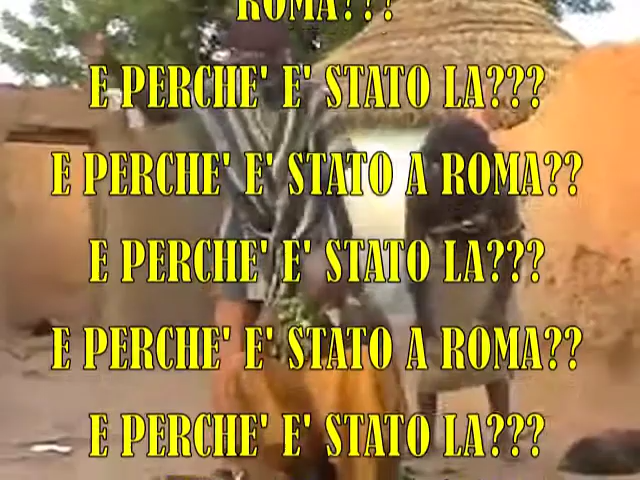 ROMA???
E PERCHE' E' STATO LA???
E PERCHE' E' STATO A ROMA??
E PERCHE' E' STATO LA???
E PERCHE' E' STATO A ROMA??
E PERCHE' E' STATO LA???